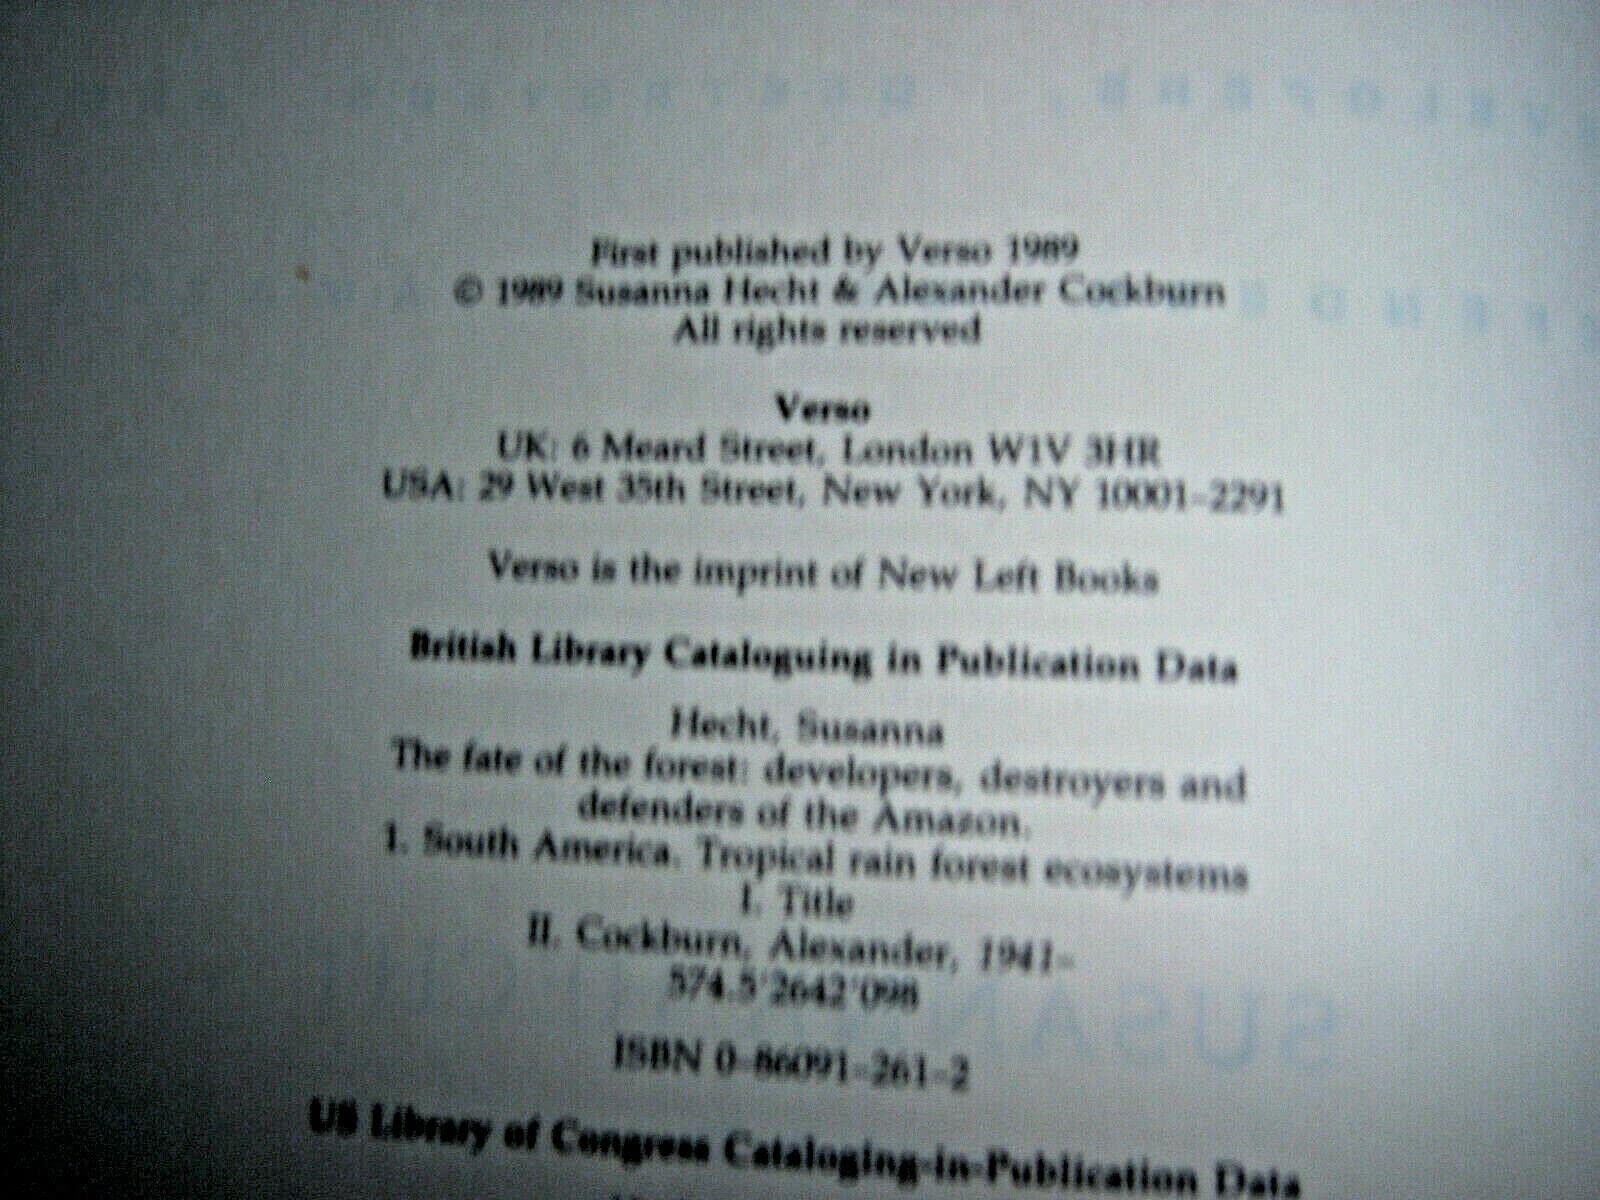 First published by Verso 1989
© 1989 Susanna Hecht & Alexander Cockburn
All rights reserved
Verso
UK: 6 Meard Street, London W1V 3HR
USA: 29 West 35th Street, New York, NY 10001-2291
Verso is the imprint of New Left Books
British Library Cataloguing in Publication Data
Hecht, Susanna
The fate of the forest: developers, destroyers and
defenders of the Amazon.
1. South America. Tropical rain forest ecosystems
I. Title
II. Cockburn, Alexander, 1941-
574.5'2642'098
ISBN 0-86091-261-2
US Library of Congress Cataloging-in-Publication Data